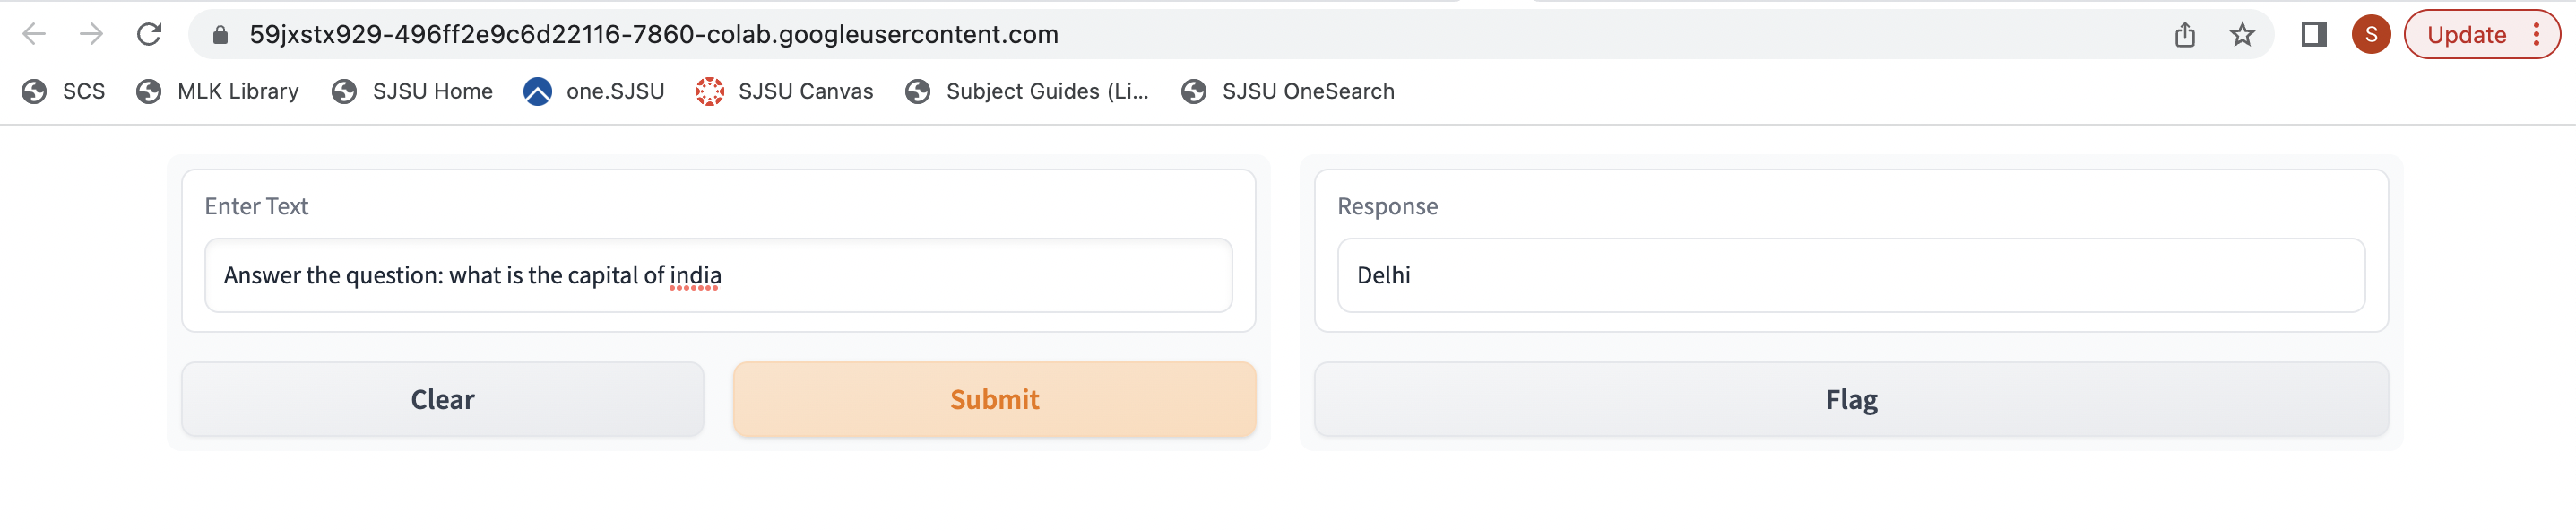 59jxstx929-496ff2e9c6d22116-7860-colab.googleusercontent.com
S
Update
SCS
MLK Library
SJSU Home
one.SJSU
SJSU Canvas
Subject Guides (Li...
SJSU OneSearch
Enter Text
Answer the question: what is the capital of india
Clear
Submit
Response
Delhi
Flag